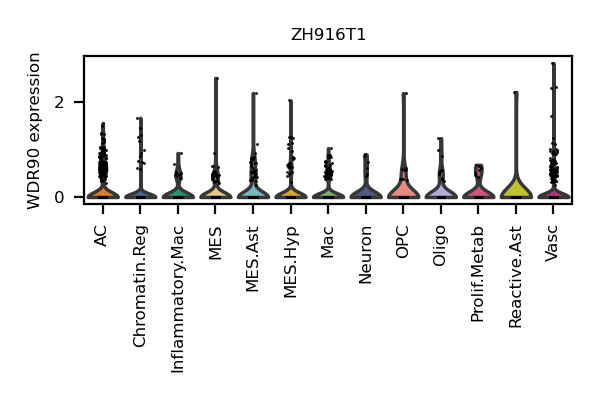 ZH916T1
WDR90 expression
2
0
AC
Chromatin.Reg
Inflammatory.Mac
MES
MES.Ast
MES.Hyp
Mac
Neuron
OPC
Oligo
Prolif.Metab
Reactive.Ast
Vasc